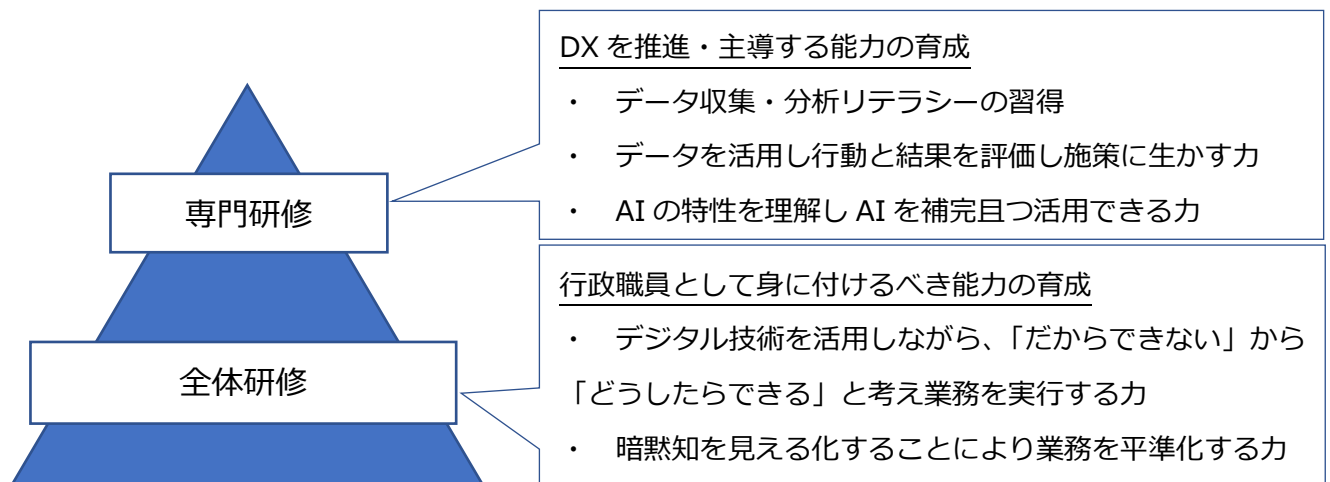 DX を推進・主導する能力の育成
・ データ収集・分析リテラシーの習得
・ データを活用し行動と結果を評価し施策に生かす力
・ AI の特性を理解し AI を補完且つ活用できる力
専門研修
行政職員として身に付けるべき能力の育成
・ デジタル技術を活用しながら、「だからできない」から
「どうしたらできる」と考え業務を実行する力
・ 暗黙知を見える化することにより業務を平準化する力
全体研修